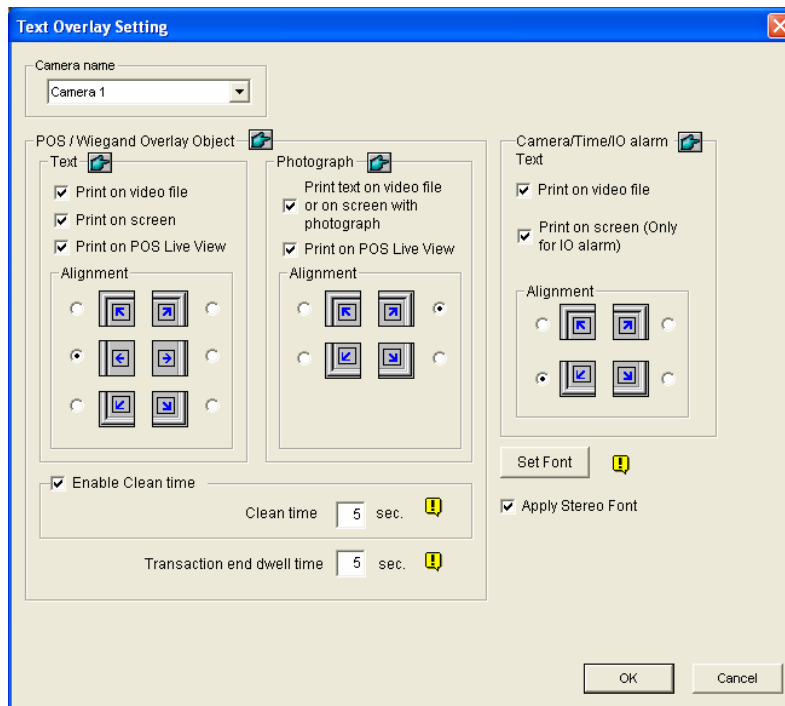 Text Overlay Setting
Camera name
Camera 1
POS / Wiegand Overlay Object
Text
Print on video file
Print on screen
Print on POS Live View
Alignment
Photograph
Print text on video file
or on screen with
photograph
Print on POS Live View
Alignment
Camera/Time/IO alarm
Text
Print on video file
Print on screen (Only
for IO alarm)
Alignment
Set Font
Apply Stereo Font
Enable Clean time
Clean time 5 sec.
Transaction end dwell time 5 sec.
OK
Cancel